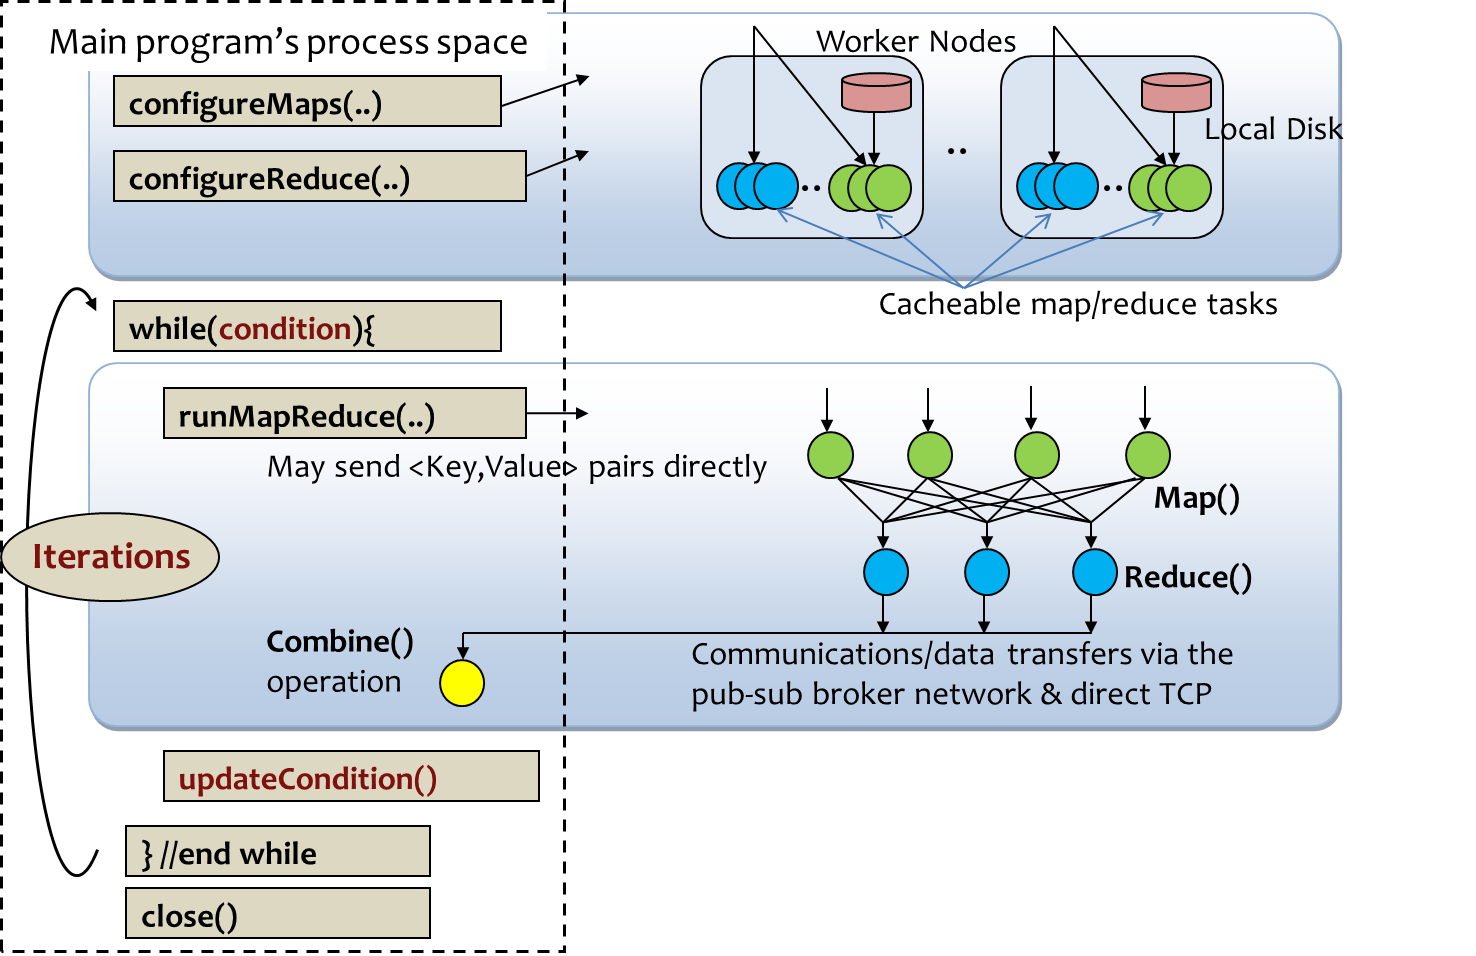 Main program's process space
Worker Nodes
configureMaps(..)
Local Disk
configureReduce(..)
..
..
..
Cacheable map/reduce tasks
while(condition){
runMapReduce(..)
May send <Key,Value> pairs directly
Map()
Iterations
Reduce()
Combine()
operation
Communications/data transfers via the
pub-sub broker network & direct TCP
updateCondition()
} //end while
close()